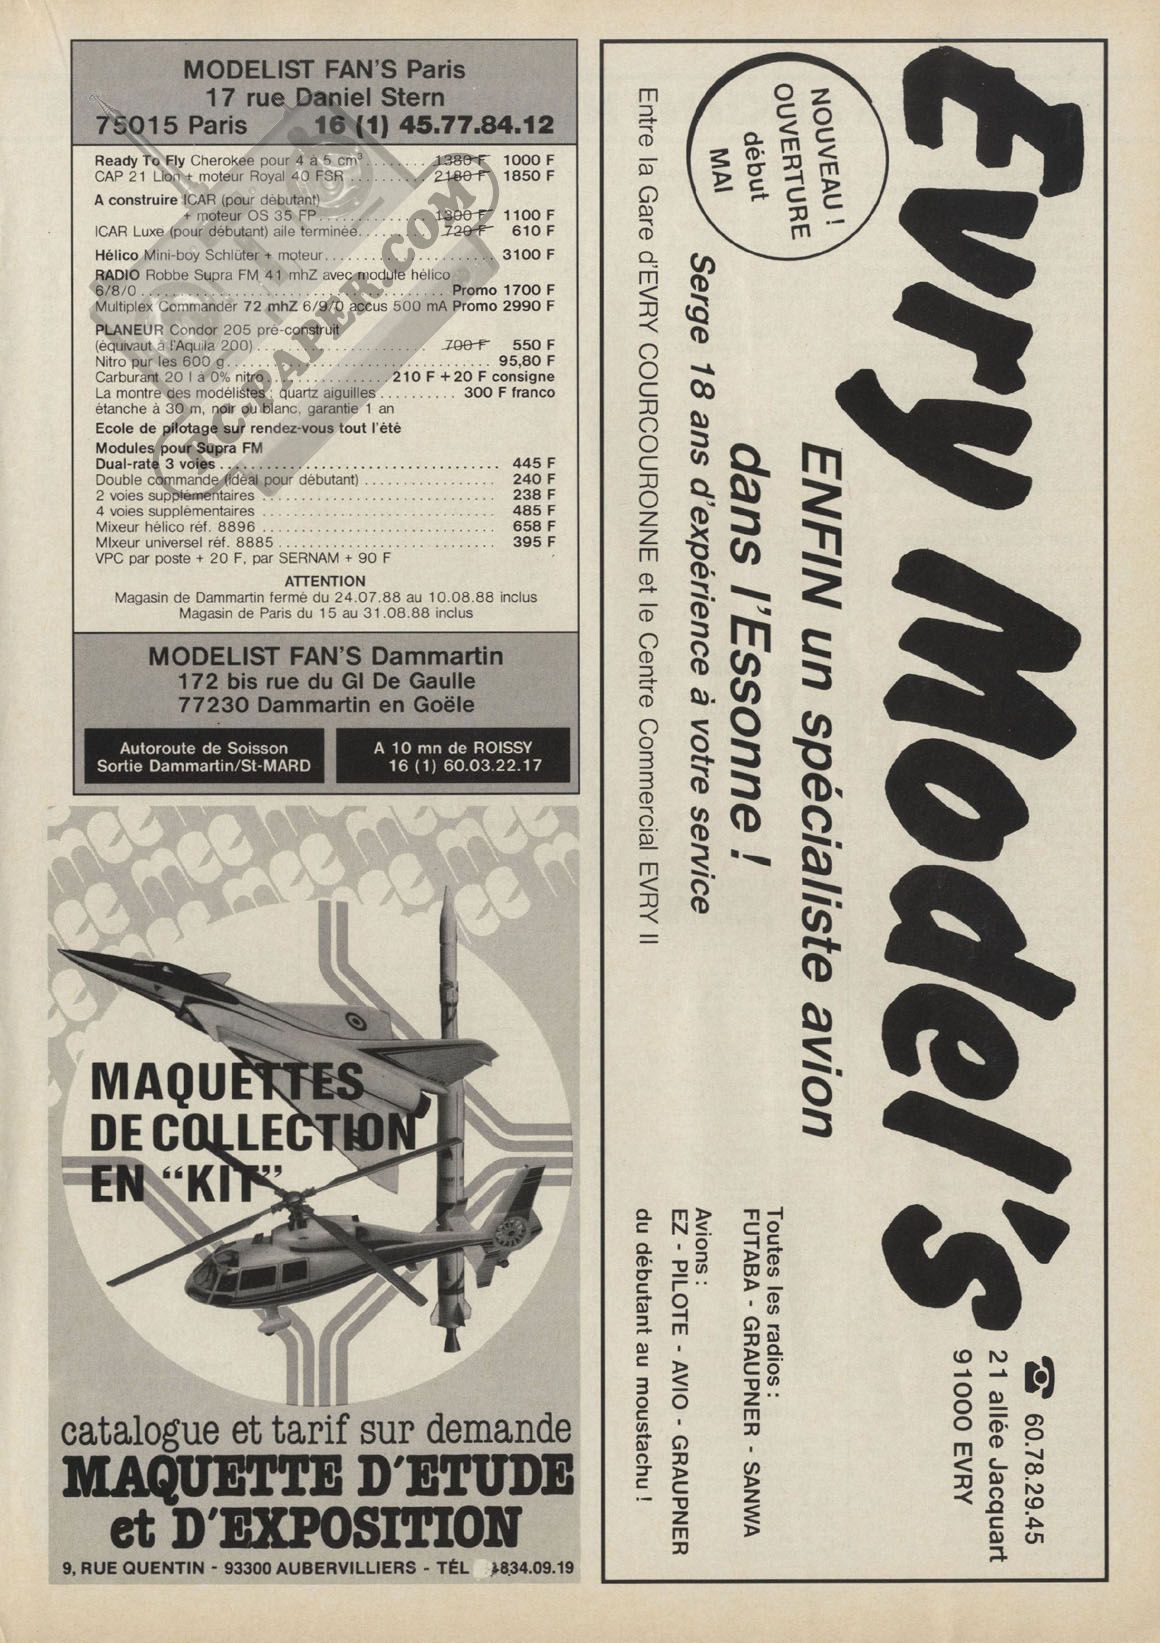 MODELIST FAN'S Paris
17 rue Daniel Stern
75015 Paris 16 (1) 45.77.84.12
Ready To Fly Cherokee pour 4 à 5 cm³ 1380 F 1000 F
CAP 21 Lion + moteur Royal 40 FSR 2180 F 1850 F
A construire ICAR (pour débutant)
+ moteur OS 35 FP 1300 F 1100 F
ICAR Luxe (pour débutant) aile terminée 720 F 610 F
Hélico Mini-boy Schlüter + moteur 3100 F
RADIO Robbe Supra FM 41 mhZ avec module hélico
6/8/0 Promo 1700 F
Multiplex Commander 72 mhZ 6/9/0 accus 500 mA Promo 2990 F
PLANEUR Condor 205 pré-construit
(équivaut à l'Aquila 200) 700 F 550 F
Nitro pur les 600 g 95,80 F
Carburant 20 l à 0% nitro 210 F + 20 F consigne
La montre des modélistes : quartz aiguilles 300 F franco
étanche à 30 m, noir ou blanc, garantie 1 an
Ecole de pilotage sur rendez-vous tout l'été
Modules pour Supra FM
Dual-rate 3 voies 445 F
Double commande (idéal pour débutant) 240 F
2 voies supplémentaires 238 F
4 voies supplémentaires 485 F
Mixeur hélico réf. 8896 658 F
MIxeur universel réf. 8885 395 F
VPC par poste + 20 F, par SERNAM + 90 F
ATTENTION
Magasin de Dammartin fermé du 24.07.88 au 10.08.88 inclus
Magasin de Paris du 15 au 31.08.88 inclus
RC-PAPER.COM
MODELIST FAN'S Dammartin
172 bis rue du Gl De Gaulle
77230 Dammartin en Goële
Autoroute de Soisson
Sortie Dammartin/St-MARD
A 10 mn de ROISSY
16 (1) 60.03.22.17
mee mee mee
MAQUETTES
DE COLLECTION
EN "KIT"
catalogue et tarif sur demande
MAQUETTE D'ETUDE
et D'EXPOSITION
9, RUE QUENTIN - 93300 AUBERVILLIERS - TÉL 834.09.19
Evry Model's
60.78.29.45
21 allée Jacquart
91000 EVRY
NOUVEAU !
OUVERTURE
début
MAI
ENFIN un spécialiste avion
dans l'Essonne !
Serge 18 ans d'expérience à votre service
Entre la Gare d'EVRY COURCOURONNE et le Centre Commercial EVRY II
Toutes les radios :
FUTABA - GRAUPNER - SANWA
Avions :
EZ - PILOTE - AVIO - GRAUPNER
du débutant au moustachu !